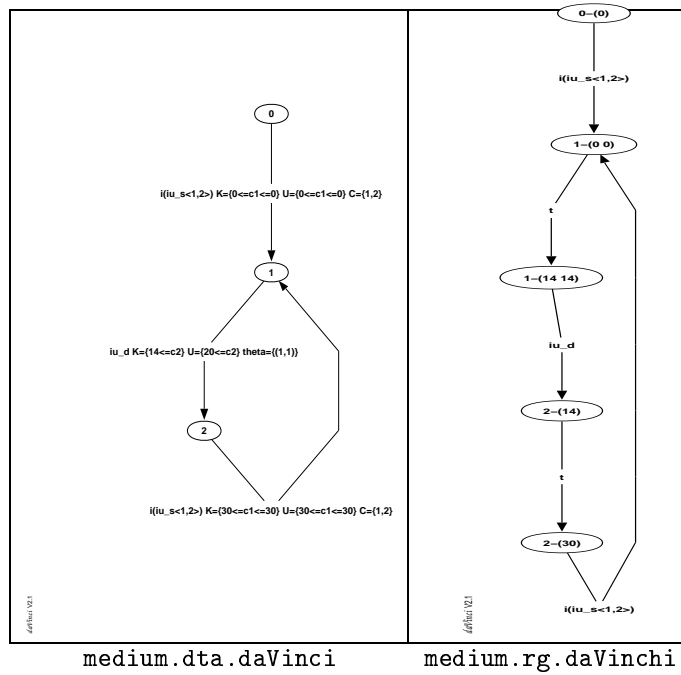 0
i(iu_s<1,2>) K={0<=c1<=0} U={0<=c1<=0} C={1,2}
1
iu_d K={14<=c2} U={20<=c2} theta={(1,1)}
2
i(iu_s<1,2>) K={30<=c1<=30} U={30<=c1<=30} C={1,2}
daVinci V2.1
0-(0)
i(iu_s<1,2>)
1-(0 0)
t
1-(14 14)
iu_d
2-(14)
t
2-(30)
i(iu_s<1,2>)
daVinci V2.1
medium.dta.daVinci
medium.rg.daVinchi